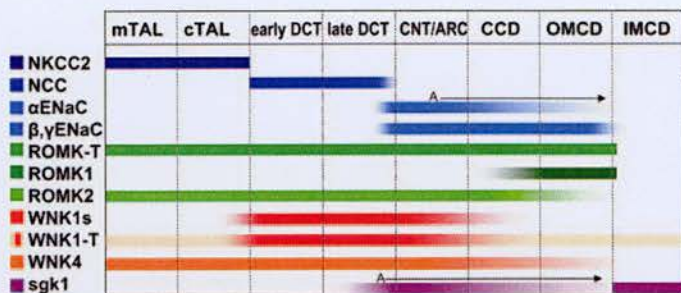 mTAL cTAL early DCT late DCT CNT/ARC CCD OMCD IMCD
NKCC2
NCC
A
αENaC
β,γENaC
ROMK-T
ROMK1
ROMK2
WNK1s
WNK1-T
WNK4
A
sgk1